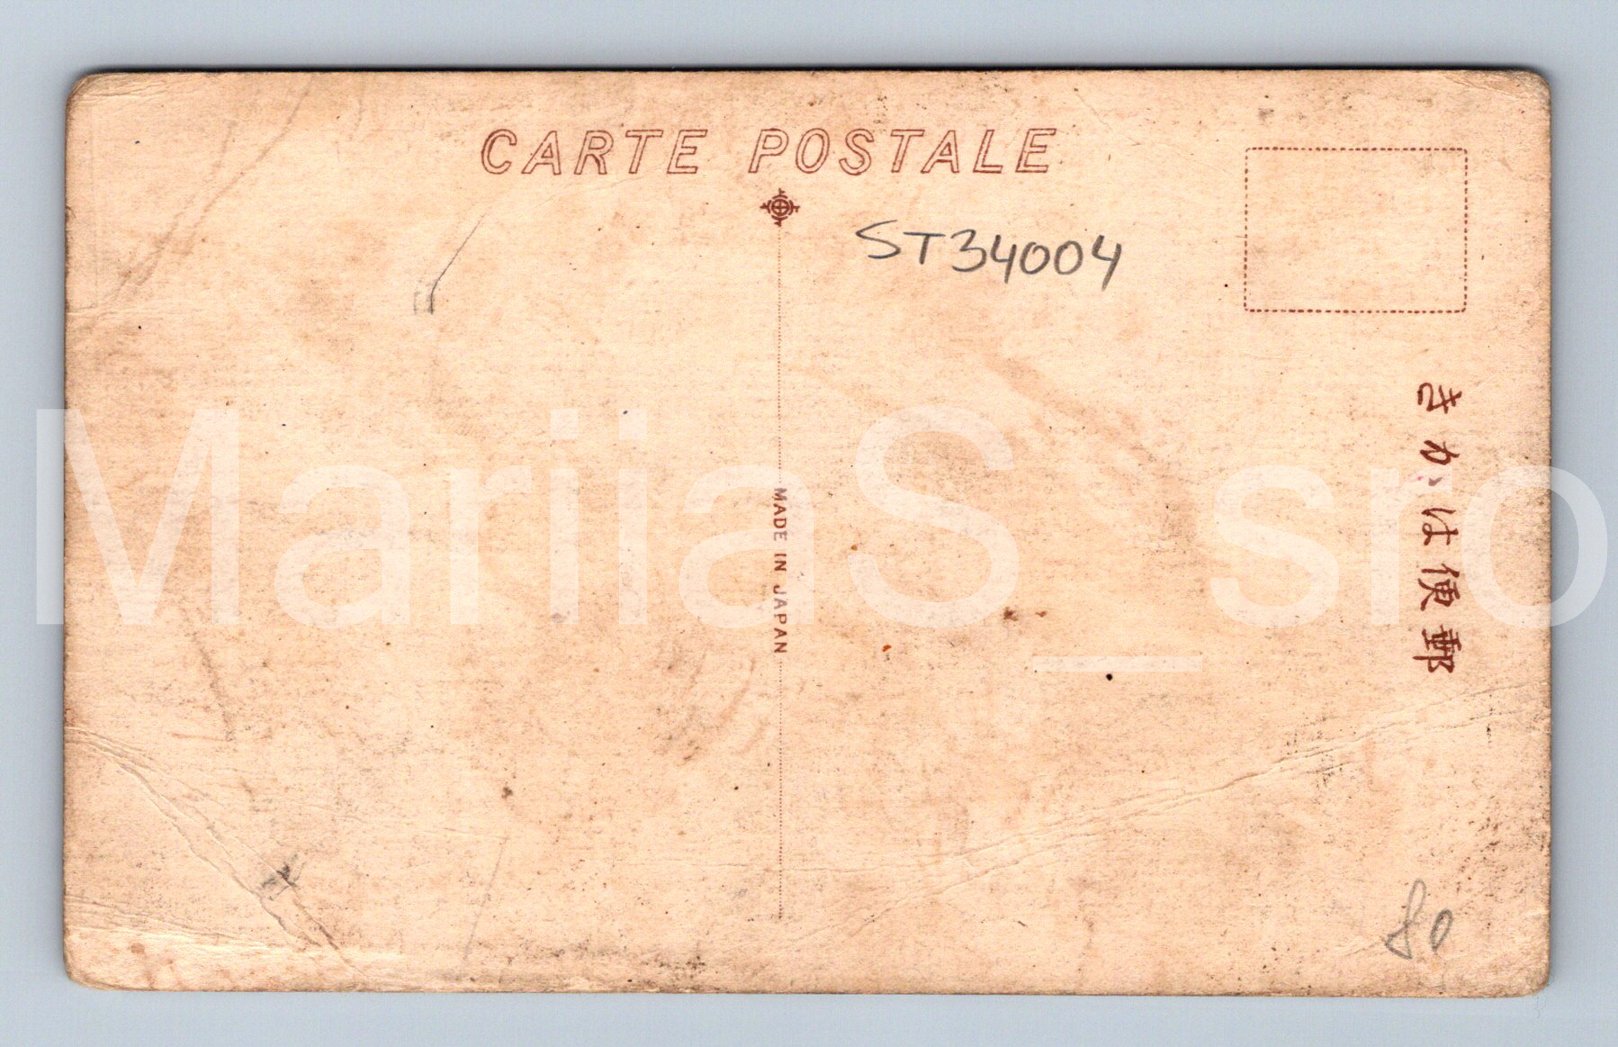 CARTE POSTALE
ST34004
MADE IN JAPAN
きかは便郵
80
MariiaS_sro